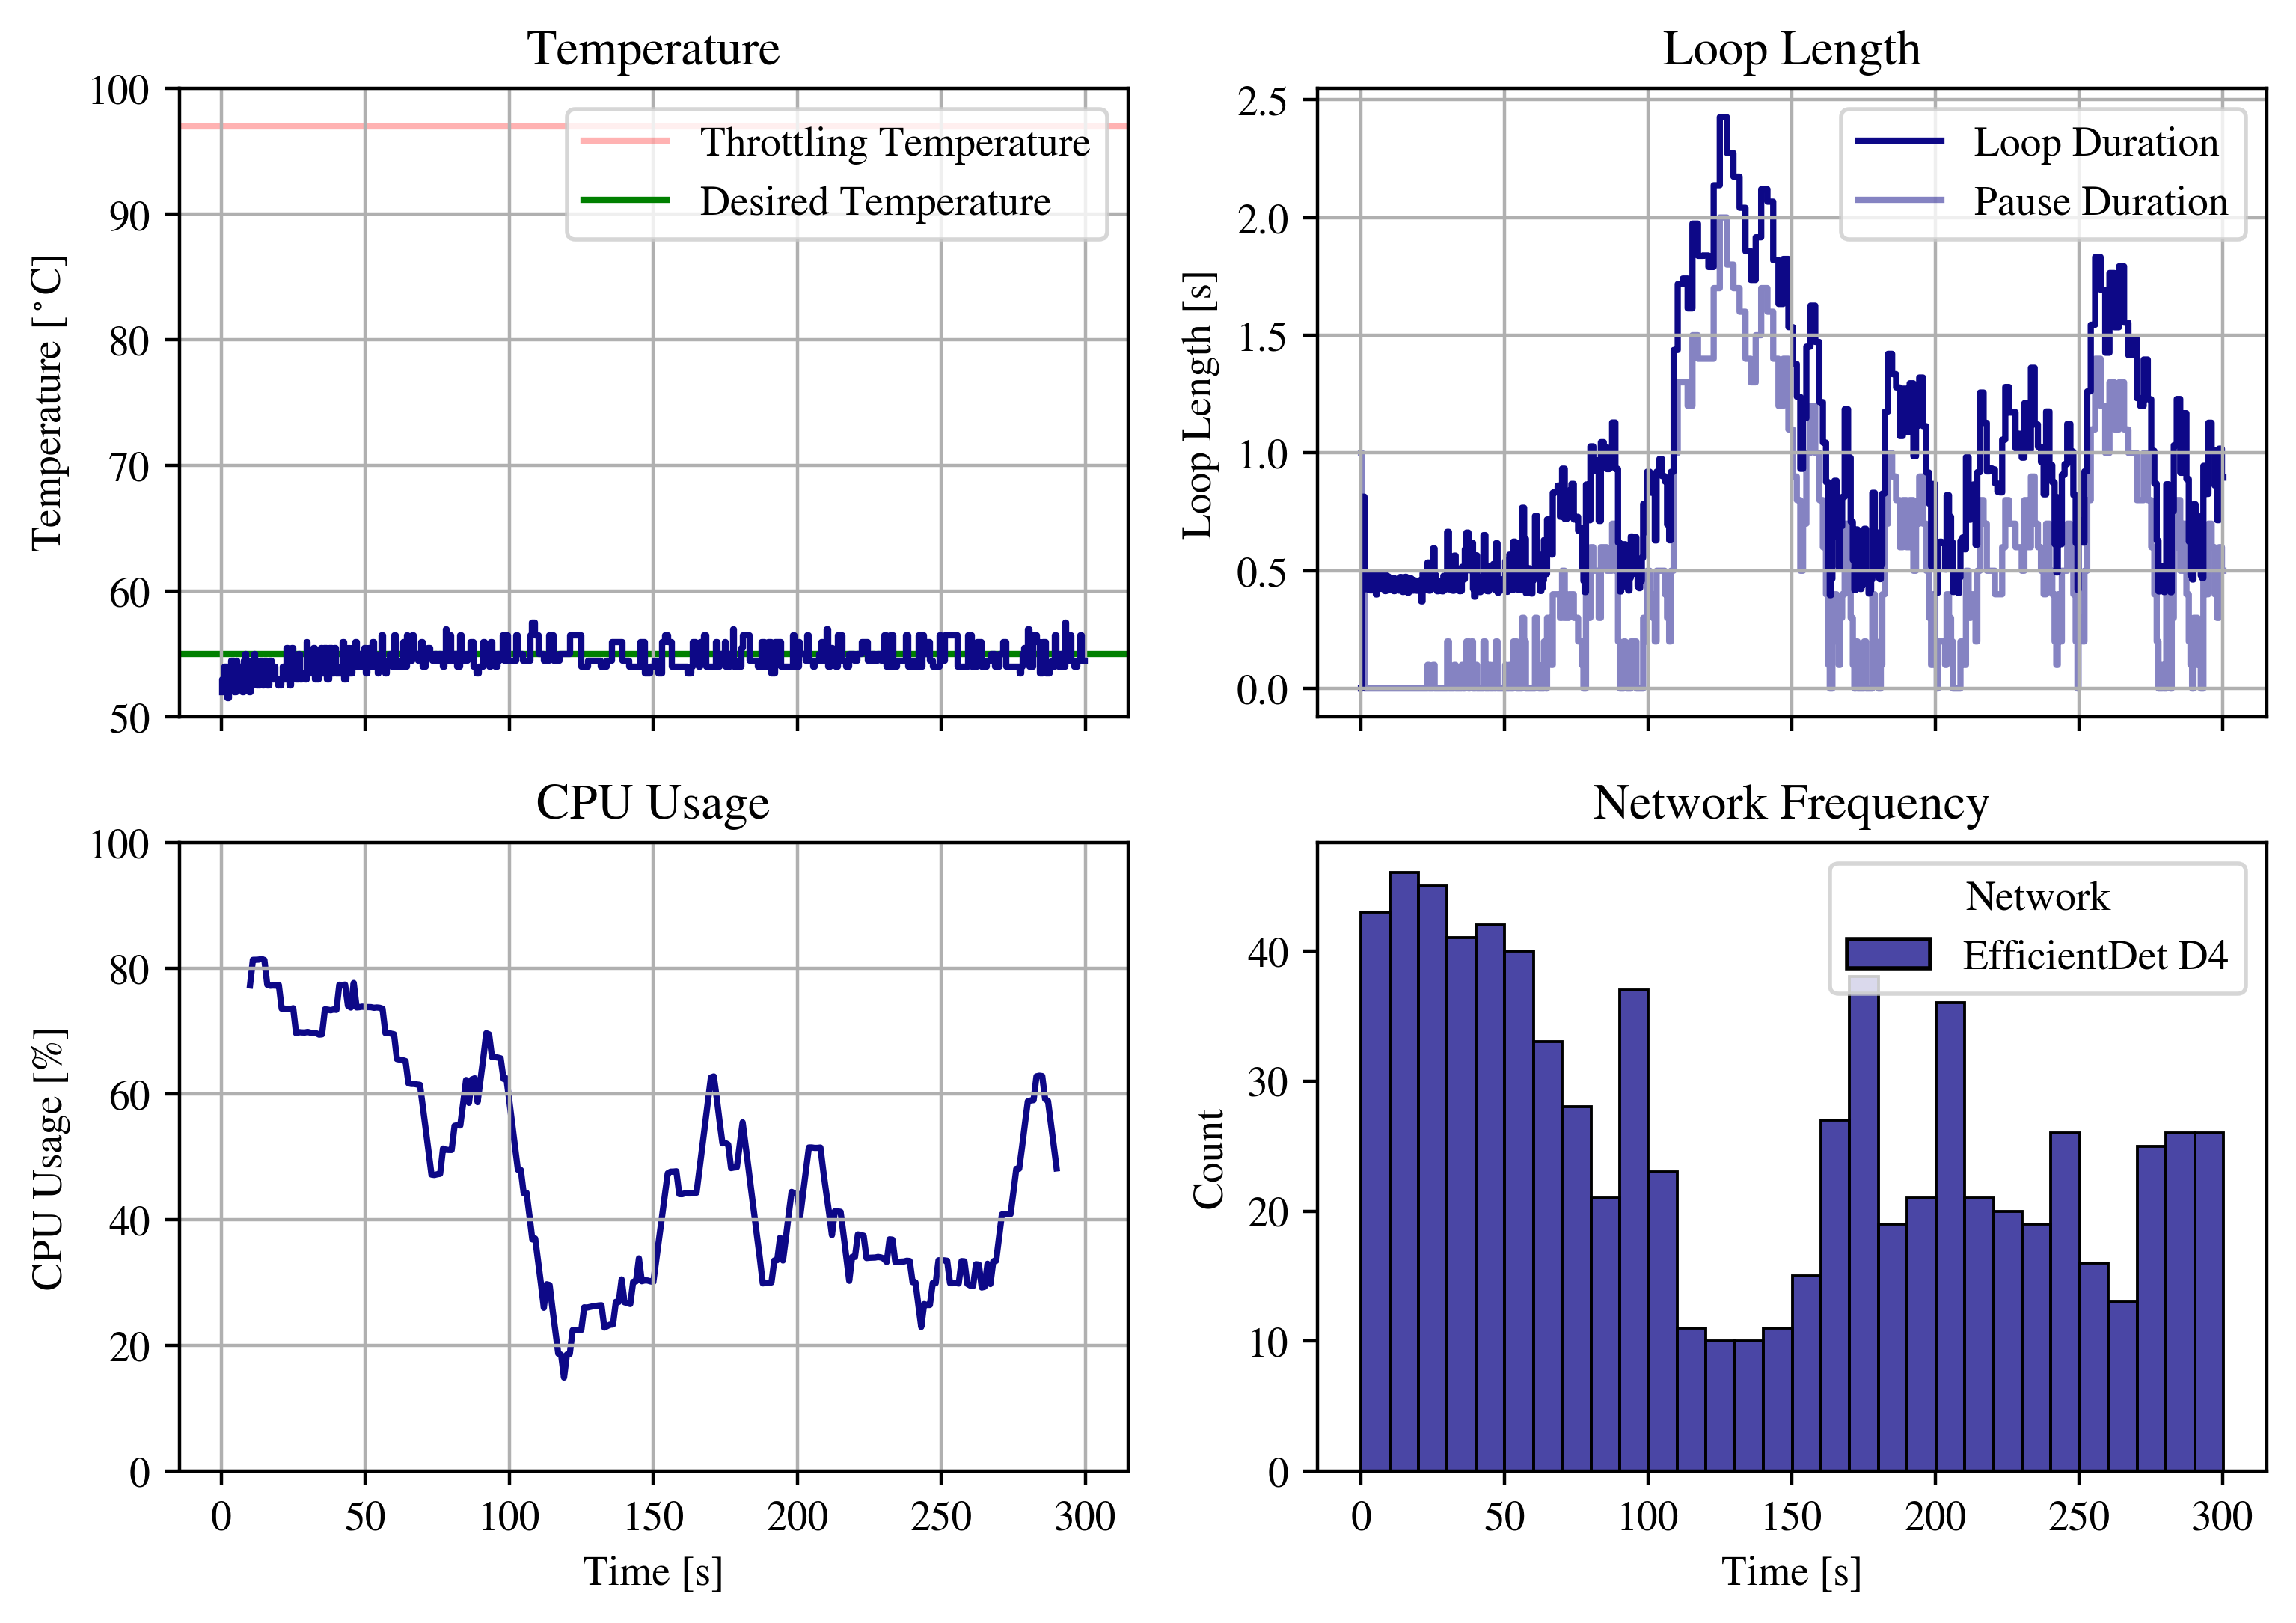 Temperature
100
90
80
70
60
50
Temperature [°C]
Throttling Temperature
Desired Temperature
Loop Length
2.5
2.0
1.5
1.0
0.5
0.0
Loop Length [s]
Loop Duration
Pause Duration
CPU Usage
100
80
60
40
20
0
CPU Usage [%]
0 50 100 150 200 250 300
Time [s]
Network Frequency
40
30
20
10
0
Count
Network
EfficientDet D4
0 50 100 150 200 250 300
Time [s]